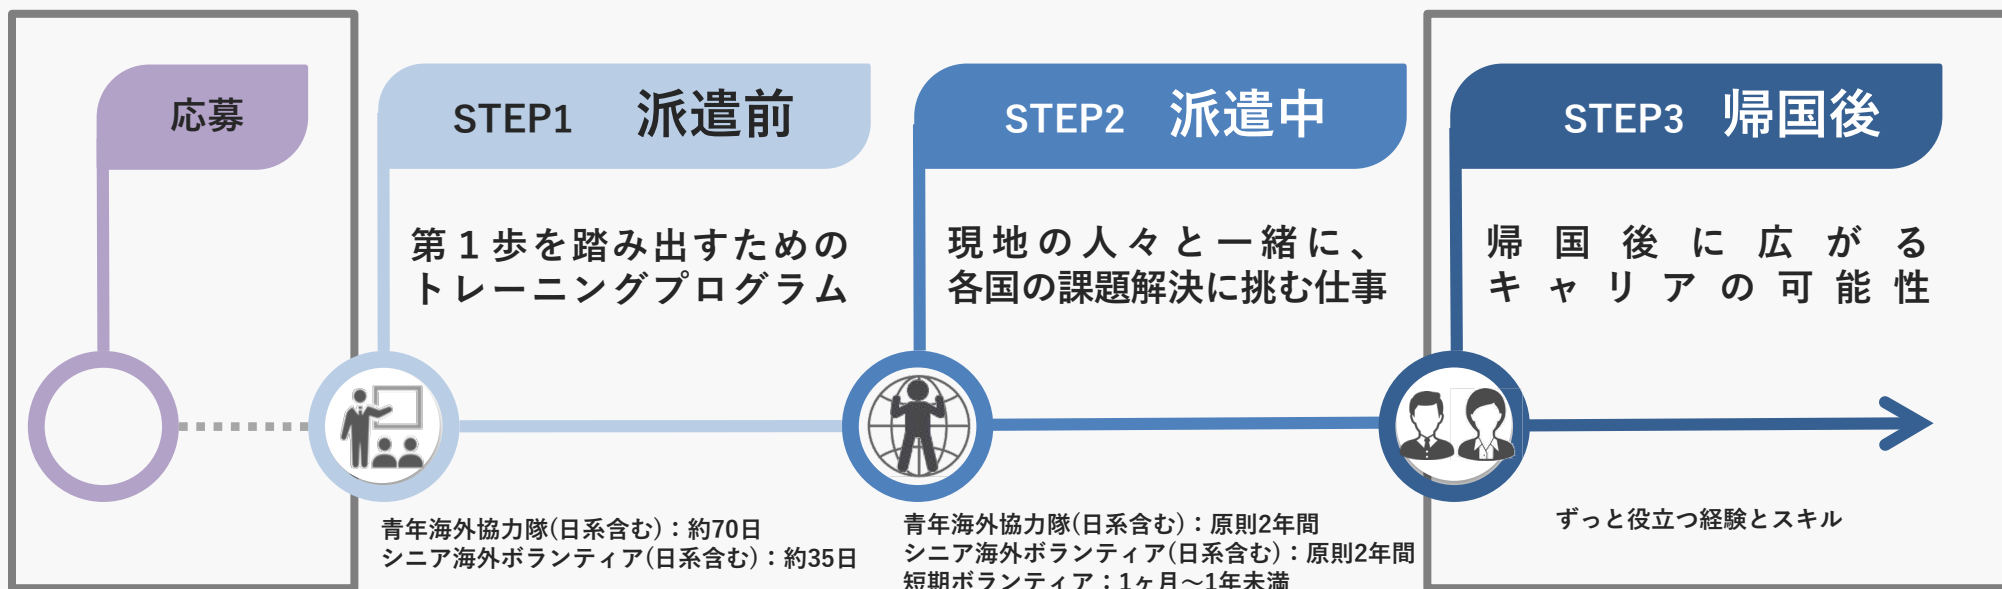 応募
STEP1 派遣前
第１歩を踏み出すための
トレーニングプログラム
青年海外協力隊(日系含む)：約70日
シニア海外ボランティア(日系含む)：約35日
STEP2 派遣中
現地の人々と一緒に、
各国の課題解決に挑む仕事
青年海外協力隊(日系含む)：原則2年間
シニア海外ボランティア(日系含む)：原則2年間
短期ボランティア：1ヶ月～1年未満
STEP3 帰国後
帰国後に広がる
キャリアの可能性
ずっと役立つ経験とスキル